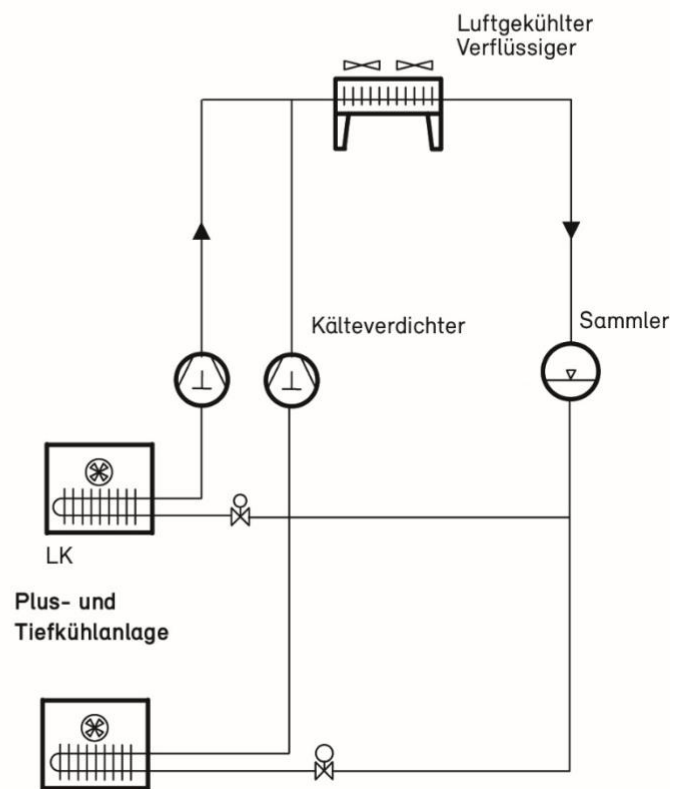 Luftgekühlter
Verflüssiger
Kälteverdichter
Sammler
LK
Plus- und
Tiefkühlanlage